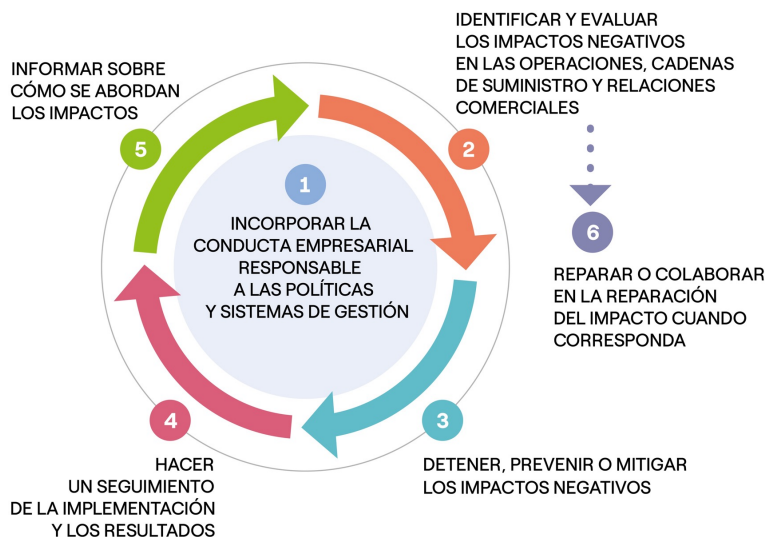 1
INCORPORAR LA
CONDUCTA EMPRESARIAL
RESPONSABLE
A LAS POLÍTICAS
Y SISTEMAS DE GESTIÓN
2
IDENTIFICAR Y EVALUAR
LOS IMPACTOS NEGATIVOS
EN LAS OPERACIONES, CADENAS
DE SUMINISTRO Y RELACIONES
COMERCIALES
3
DETENER, PREVENIR O MITIGAR
LOS IMPACTOS NEGATIVOS
4
HACER
UN SEGUIMIENTO
DE LA IMPLEMENTACIÓN
Y LOS RESULTADOS
INFORMAR SOBRE
CÓMO SE ABORDAN
LOS IMPACTOS
5
6
REPARAR O COLABORAR
EN LA REPARACIÓN
DEL IMPACTO CUANDO
CORRESPONDA